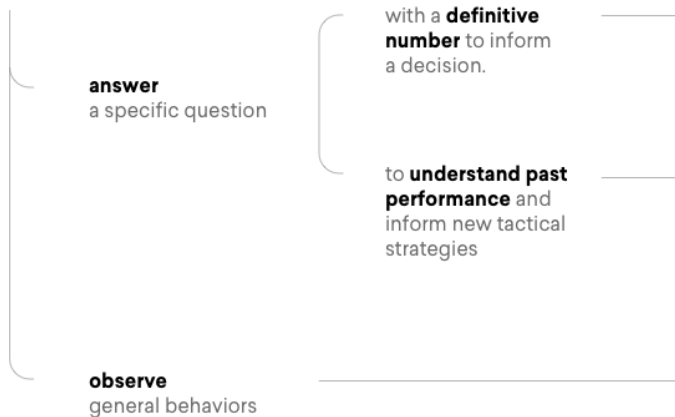 answer
a specific question
with a definitive
number to inform
a decision.
to understand past
performance and
inform new tactical
strategies
observe
general behaviors